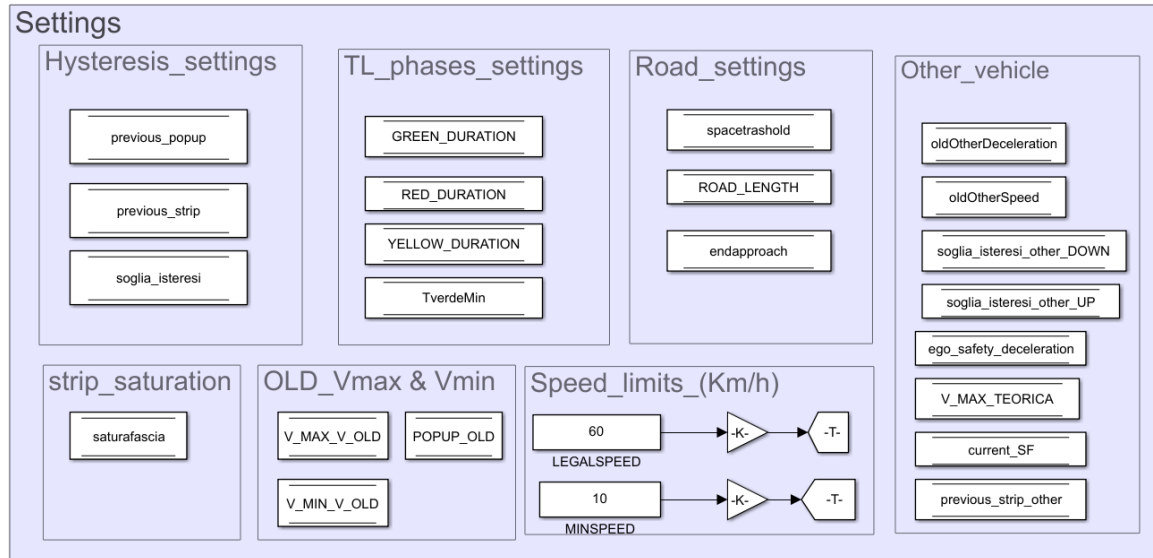 Settings
Hysteresis_settings
previous_popup
previous_strip
soglia_isteresi
TL_phases_settings
GREEN_DURATION
RED_DURATION
YELLOW_DURATION
TverdeMin
Road_settings
spacetrashold
ROAD_LENGTH
endapproach
Other_vehicle
oldOtherDeceleration
oldOtherSpeed
soglia_isteresi_other_DOWN
soglia_isteresi_other_UP
ego_safety_deceleration
V_MAX_TEORICA
current_SF
previous_strip_other
strip_saturation
saturafascia
OLD_Vmax & Vmin
V_MAX_V_OLD
POPUP_OLD
V_MIN_V_OLD
Speed_limits_(Km/h)
60
-K-
-T-
LEGALSPEED
10
-K-
-T-
MINSPEED